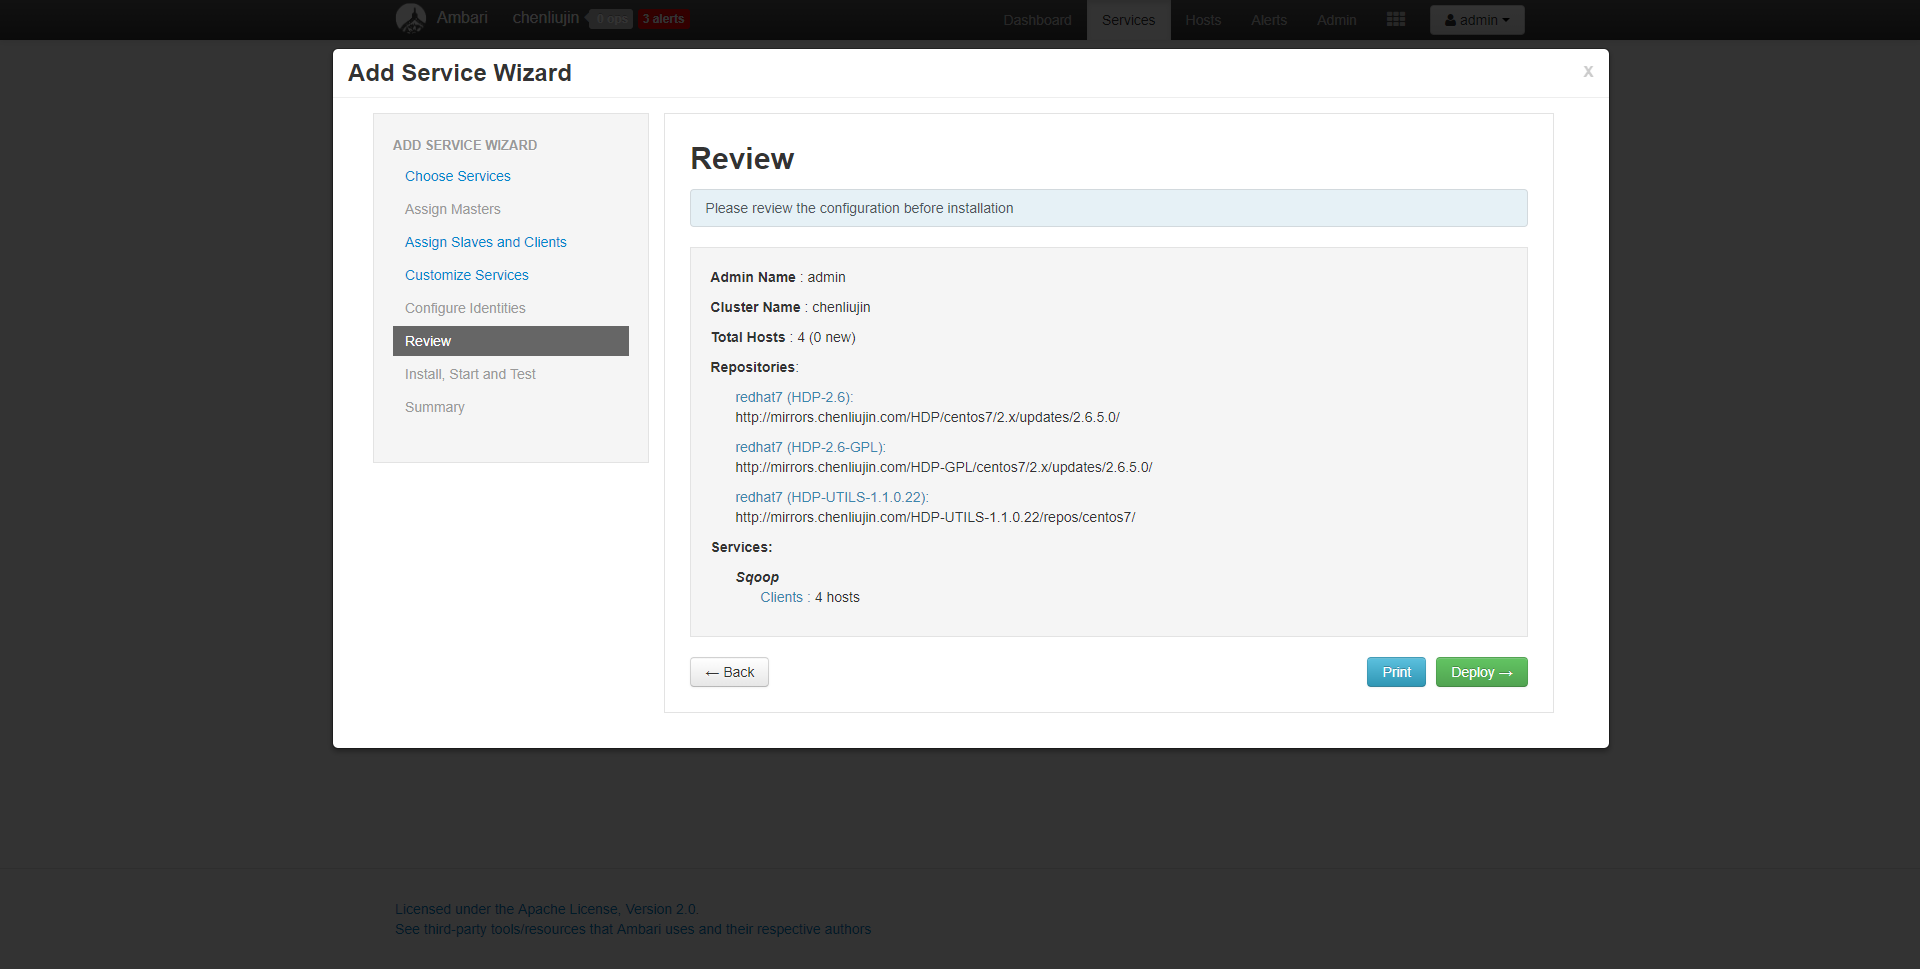 Ambari chenliujin 0 ops 3 alerts Dashboard Services Hosts Alerts Admin admin
Add Service Wizard x
ADD SERVICE WIZARD
Choose Services
Assign Masters
Assign Slaves and Clients
Customize Services
Configure Identities
Review
Install, Start and Test
Summary
Review
Please review the configuration before installation
Admin Name : admin
Cluster Name : chenliujin
Total Hosts : 4 (0 new)
Repositories:
redhat7 (HDP-2.6):
http://mirrors.chenliujin.com/HDP/centos7/2.x/updates/2.6.5.0/
redhat7 (HDP-2.6-GPL):
http://mirrors.chenliujin.com/HDP-GPL/centos7/2.x/updates/2.6.5.0/
redhat7 (HDP-UTILS-1.1.0.22):
http://mirrors.chenliujin.com/HDP-UTILS-1.1.0.22/repos/centos7/
Services:
Sqoop
Clients : 4 hosts
← Back Print Deploy →
Licensed under the Apache License, Version 2.0.
See third-party tools/resources that Ambari uses and their respective authors